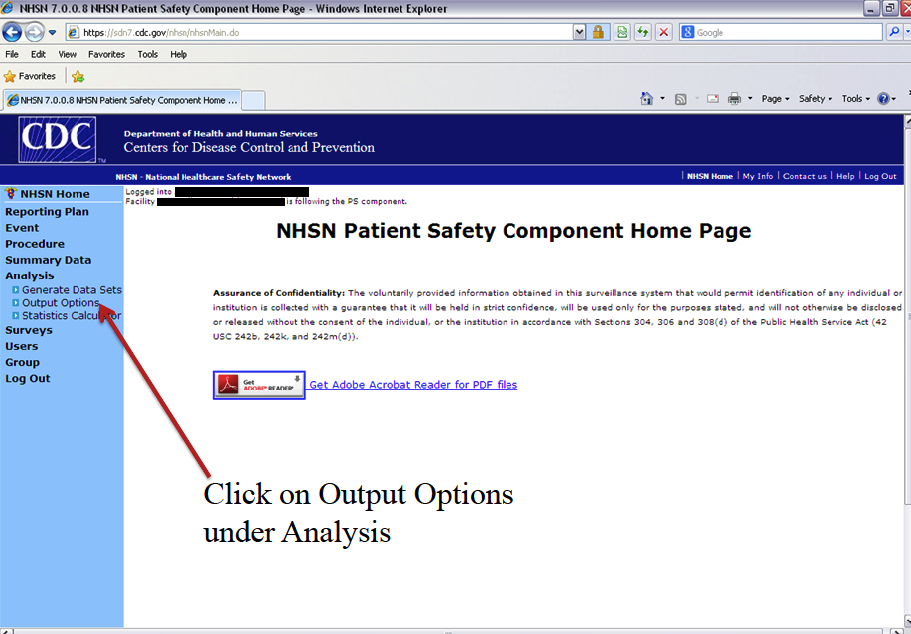 NHSN 7.0.0.8 NHSN Patient Safety Component Home Page - Windows Internet Explorer
https://sdn7.cdc.gov/nhsn/nhsnMain.do
Google
File Edit View Favorites Tools Help
Favorites
NHSN 7.0.0.8 NHSN Patient Safety Component Home ...
Page Safety Tools
CDC
TM
Department of Health and Human Services
Centers for Disease Control and Prevention
NHSN - National Healthcare Safety Network
NHSN Home | My Info | Contact us | Help | Log Out
NHSN Home
Reporting Plan
Event
Procedure
Summary Data
Analysis
Generate Data Sets
Output Options
Statistics Calculator
Surveys
Users
Group
Log Out
Logged into
Facility is following the PS component.
NHSN Patient Safety Component Home Page
Assurance of Confidentiality: The voluntarily provided information obtained in this surveillance system that would permit identification of any individual or
institution is collected with a guarantee that it will be held in strict confidence, will be used only for the purposes stated, and will not otherwise be disclosed
or released without the consent of the individual, or the institution in accordance with Sections 304, 306 and 308(d) of the Public Health Service Act (42
USC 242b, 242k, and 242m(d)).
Get
ADOBE® READER®
Get Adobe Acrobat Reader for PDF files
Click on Output Options
under Analysis